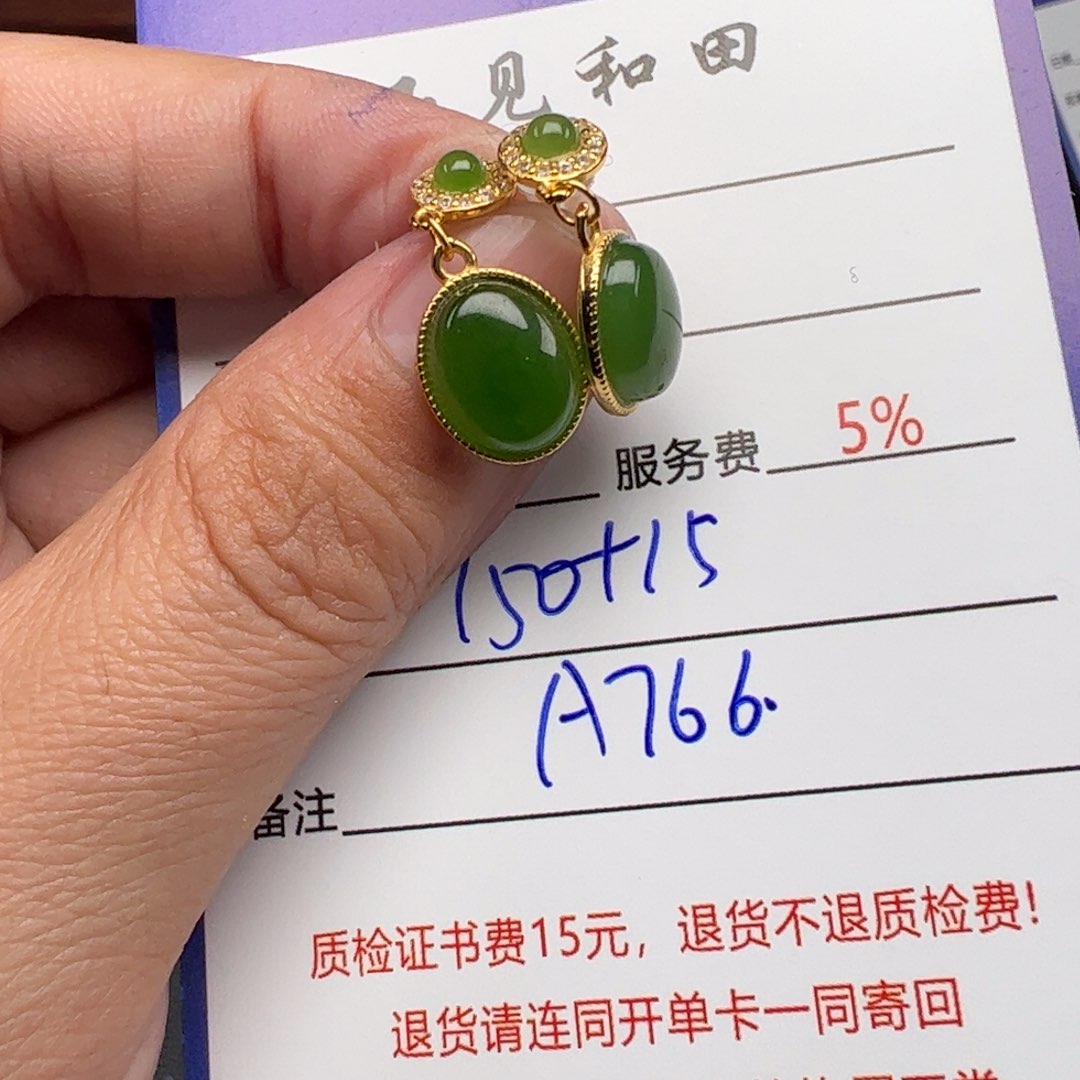 见和田
服务费 5%
150+15
A766.
备注
质检证书费15元，退货不退质检费！
退货请连同开单卡一同寄回